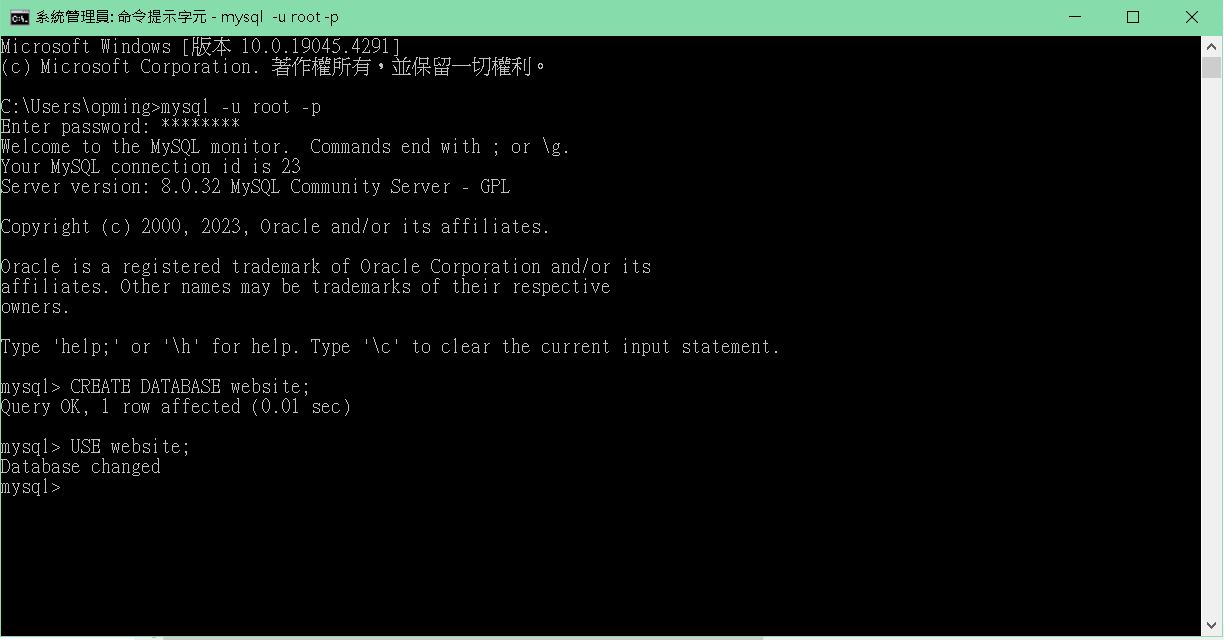 系統管理員: 命令提示字元 - mysql  -u root -p
Microsoft Windows [版本 10.0.19045.4291]
(c) Microsoft Corporation. 著作權所有，並保留一切權利。
C:\Users\opming>mysql -u root -p
Enter password: ********
Welcome to the MySQL monitor.  Commands end with ; or \g.
Your MySQL connection id is 23
Server version: 8.0.32 MySQL Community Server - GPL
Copyright (c) 2000, 2023, Oracle and/or its affiliates.
Oracle is a registered trademark of Oracle Corporation and/or its
affiliates. Other names may be trademarks of their respective
owners.
Type 'help;' or '\h' for help. Type '\c' to clear the current input statement.
mysql> CREATE DATABASE website;
Query OK, 1 row affected (0.01 sec)
mysql> USE website;
Database changed
mysql>